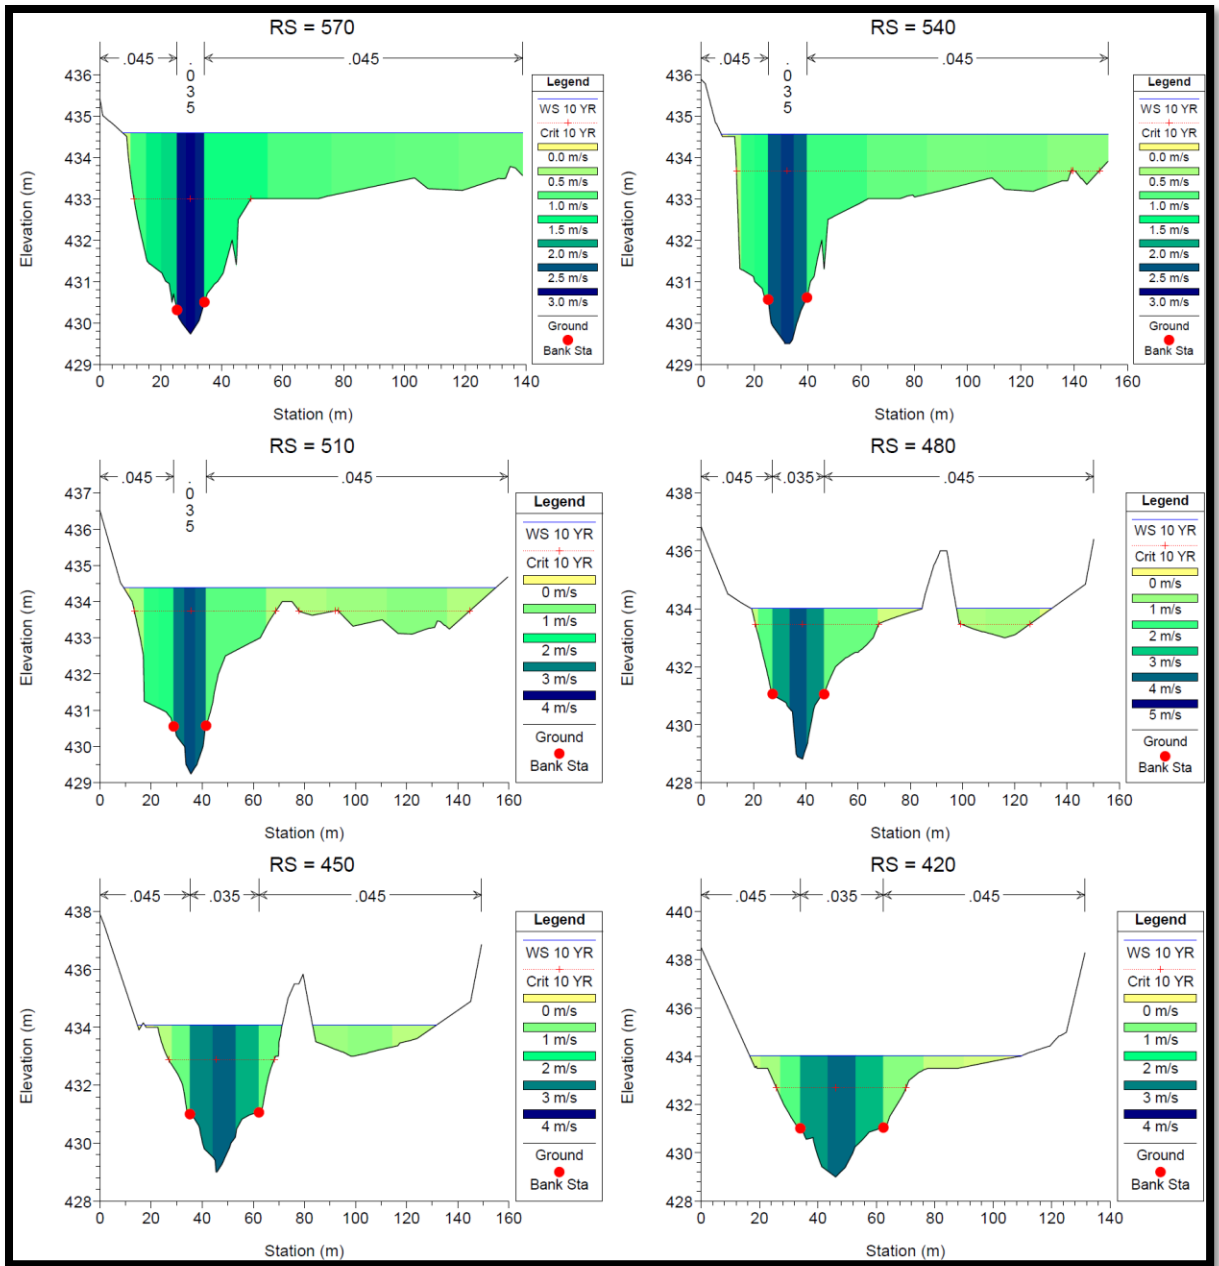 RS = 570
.045
.035
.045
436
435
434
433
432
431
430
429
0
20
40
60
80
100
120
140
Elevation (m)
Station (m)
Legend
WS 10 YR
Crit 10 YR
0.0 m/s
0.5 m/s
1.0 m/s
1.5 m/s
2.0 m/s
2.5 m/s
3.0 m/s
Ground
Bank Sta
RS = 540
.045
.035
.045
436
435
434
433
432
431
430
429
0
20
40
60
80
100
120
140
160
Elevation (m)
Station (m)
Legend
WS 10 YR
Crit 10 YR
0.0 m/s
0.5 m/s
1.0 m/s
1.5 m/s
2.0 m/s
2.5 m/s
3.0 m/s
Ground
Bank Sta
RS = 510
.045
.035
.045
437
436
435
434
433
432
431
430
429
0
20
40
60
80
100
120
140
160
Elevation (m)
Station (m)
Legend
WS 10 YR
Crit 10 YR
0 m/s
1 m/s
2 m/s
3 m/s
4 m/s
Ground
Bank Sta
RS = 480
.045
.035
.045
438
436
434
432
430
428
0
20
40
60
80
100
120
140
160
Elevation (m)
Station (m)
Legend
WS 10 YR
Crit 10 YR
0 m/s
1 m/s
2 m/s
3 m/s
4 m/s
5 m/s
Ground
Bank Sta
RS = 450
.045
.035
.045
438
436
434
432
430
428
0
20
40
60
80
100
120
140
160
Elevation (m)
Station (m)
Legend
WS 10 YR
Crit 10 YR
0 m/s
1 m/s
2 m/s
3 m/s
4 m/s
Ground
Bank Sta
RS = 420
.045
.035
.045
440
438
436
434
432
430
428
0
20
40
60
80
100
120
140
Elevation (m)
Station (m)
Legend
WS 10 YR
Crit 10 YR
0 m/s
1 m/s
2 m/s
3 m/s
4 m/s
Ground
Bank Sta